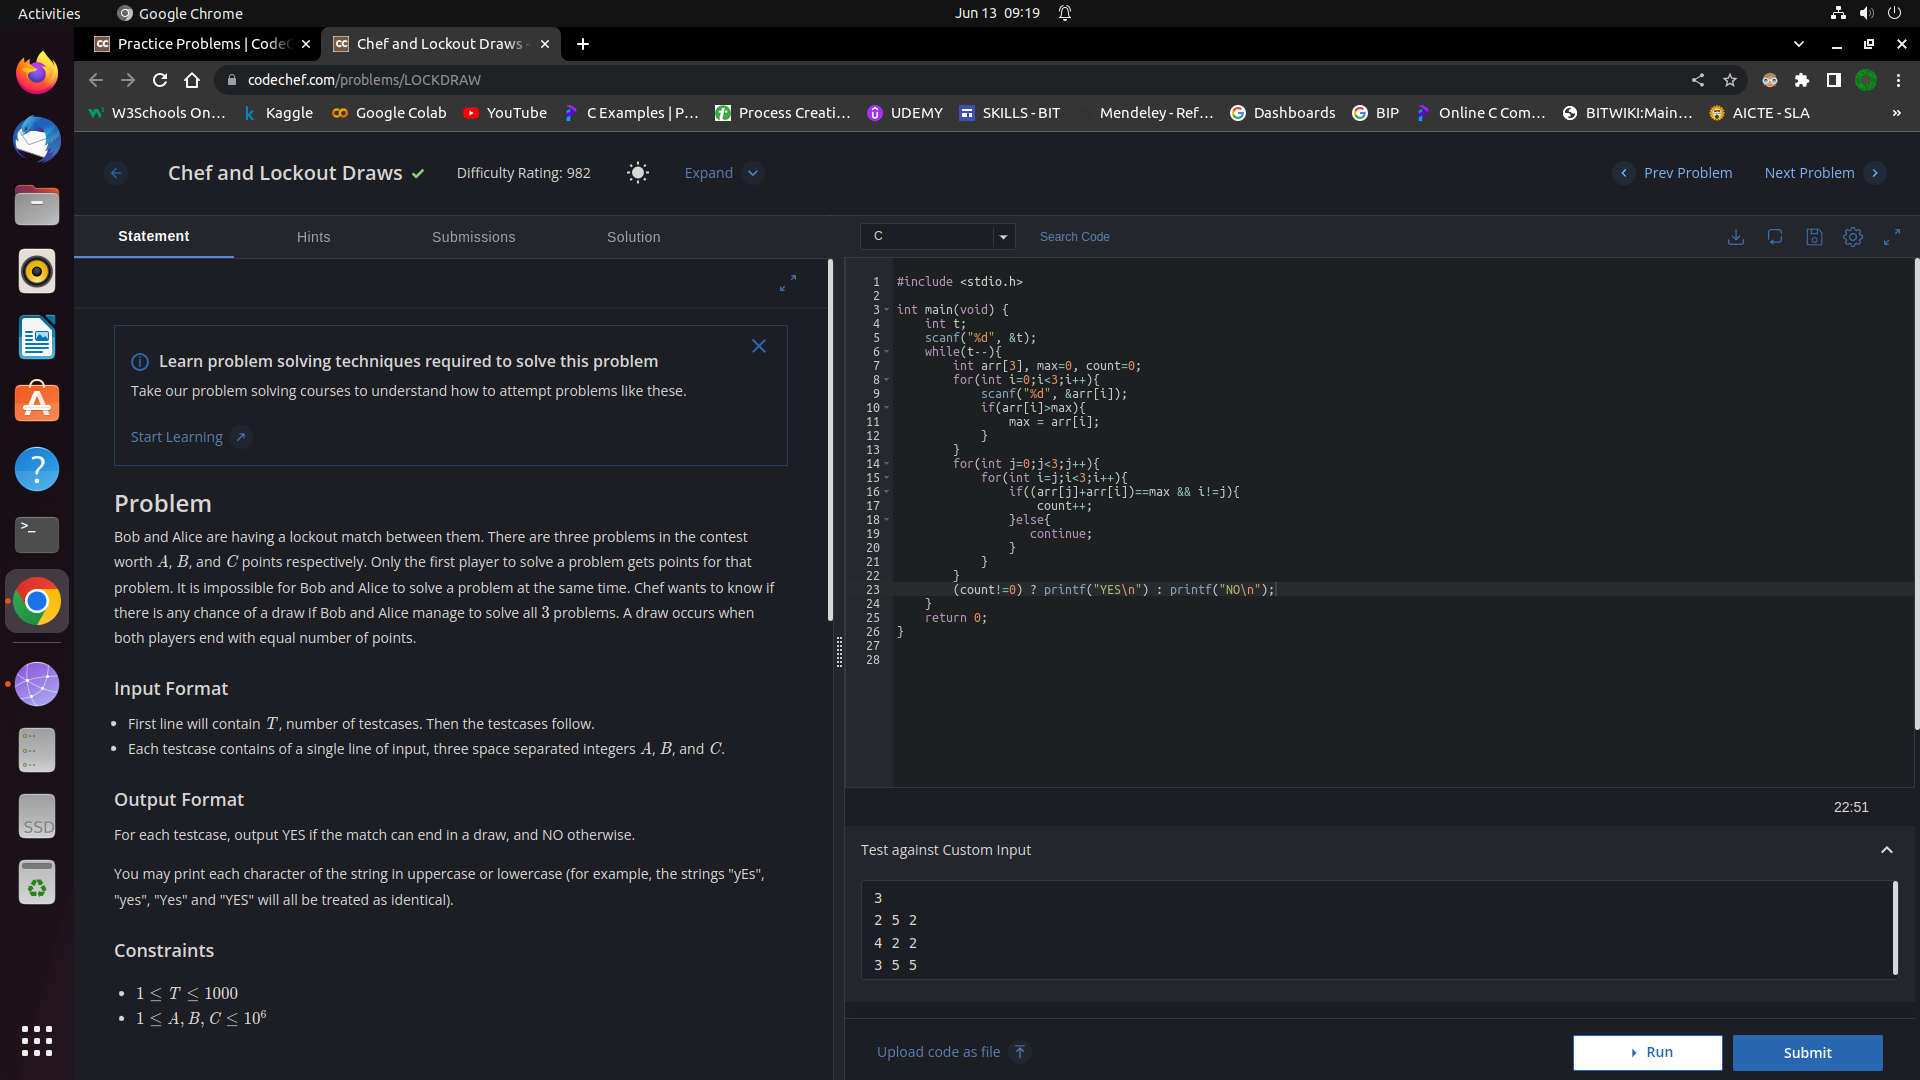 Activities
Google Chrome
Jun 13 09:19
Practice Problems | Code
Chef and Lockout Draws -
codechef.com/problems/LOCKDRAW
W3Schools On...
Kaggle
Google Colab
YouTube
C Examples | P...
Process Creati...
UDEMY
SKILLS - BIT
Mendeley - Ref...
Dashboards
BIP
Online C Com...
BITWIKI:Main...
AICTE - SLA
»
Chef and Lockout Draws
Difficulty Rating: 982
Expand
Prev Problem
Next Problem
Statement
Hints
Submissions
Solution
Learn problem solving techniques required to solve this problem
Take our problem solving courses to understand how to attempt problems like these.
Start Learning
Problem
Bob and Alice are having a lockout match between them. There are three problems in the contest
worth A, B, and C points respectively. Only the first player to solve a problem gets points for that
problem. It is impossible for Bob and Alice to solve a problem at the same time. Chef wants to know if
there is any chance of a draw if Bob and Alice manage to solve all 3 problems. A draw occurs when
both players end with equal number of points.
Input Format
• First line will contain T, number of testcases. Then the testcases follow.
• Each testcase contains of a single line of input, three space separated integers A, B, and C.
Output Format
For each testcase, output YES if the match can end in a draw, and NO otherwise.
You may print each character of the string in uppercase or lowercase (for example, the strings "yEs",
"yes", "Yes" and "YES" will all be treated as identical).
Constraints
• 1 ≤ T ≤ 1000
• 1 ≤ A, B, C ≤ 10⁶
C
Search Code
1 #include <stdio.h>
2
3 int main(void) {
4     int t;
5     scanf("%d", &t);
6     while(t--){
7         int arr[3], max=0, count=0;
8         for(int i=0;i<3;i++){
9             scanf("%d", &arr[i]);
10             if(arr[i]>max){
11                 max = arr[i];
12             }
13         }
14         for(int j=0;j<3;j++){
15             for(int i=j;i<3;i++){
16                 if((arr[j]+arr[i])==max && i!=j){
17                     count++;
18                 }else{
19                    continue;
20                 }
21             }
22         }
23         (count!=0) ? printf("YES\n") : printf("NO\n");
24     }
25     return 0;
26 }
27
28
22:51
Test against Custom Input
3
2 5 2
4 2 2
3 5 5
Upload code as file
Run
Submit
SSD